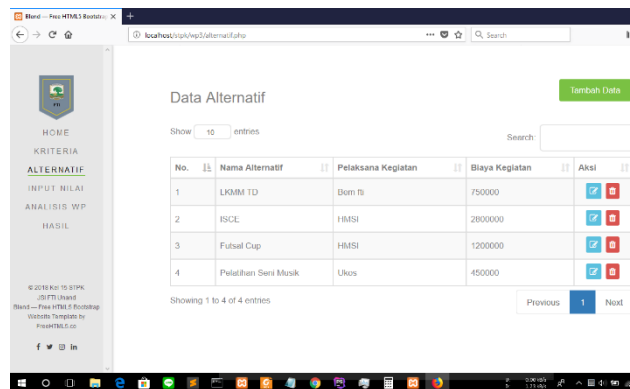 Blend — Free HTML5 Bootstrap
localhost/stpk/wp3/alternatif.php
Search
FTI
HOME
KRITERIA
ALTERNATIF
INPUT NILAI
ANALISIS WP
HASIL
© 2018 Kel 15 STPK
JSI FTI Unand
Blend — Free HTML5 Bootstrap
Website Template by
FreeHTML5.co
Data Alternatif
Tambah Data
Show 10 entries
Search:
No. Nama Alternatif Pelaksana Kegiatan Biaya Kegiatan Aksi
1 LKMM TD Bem fti 750000
2 ISCE HMSI 2800000
3 Futsal Cup HMSI 1200000
4 Pelatihan Seni Musik Ukos 450000
Showing 1 to 4 of 4 entries
Previous 1 Next